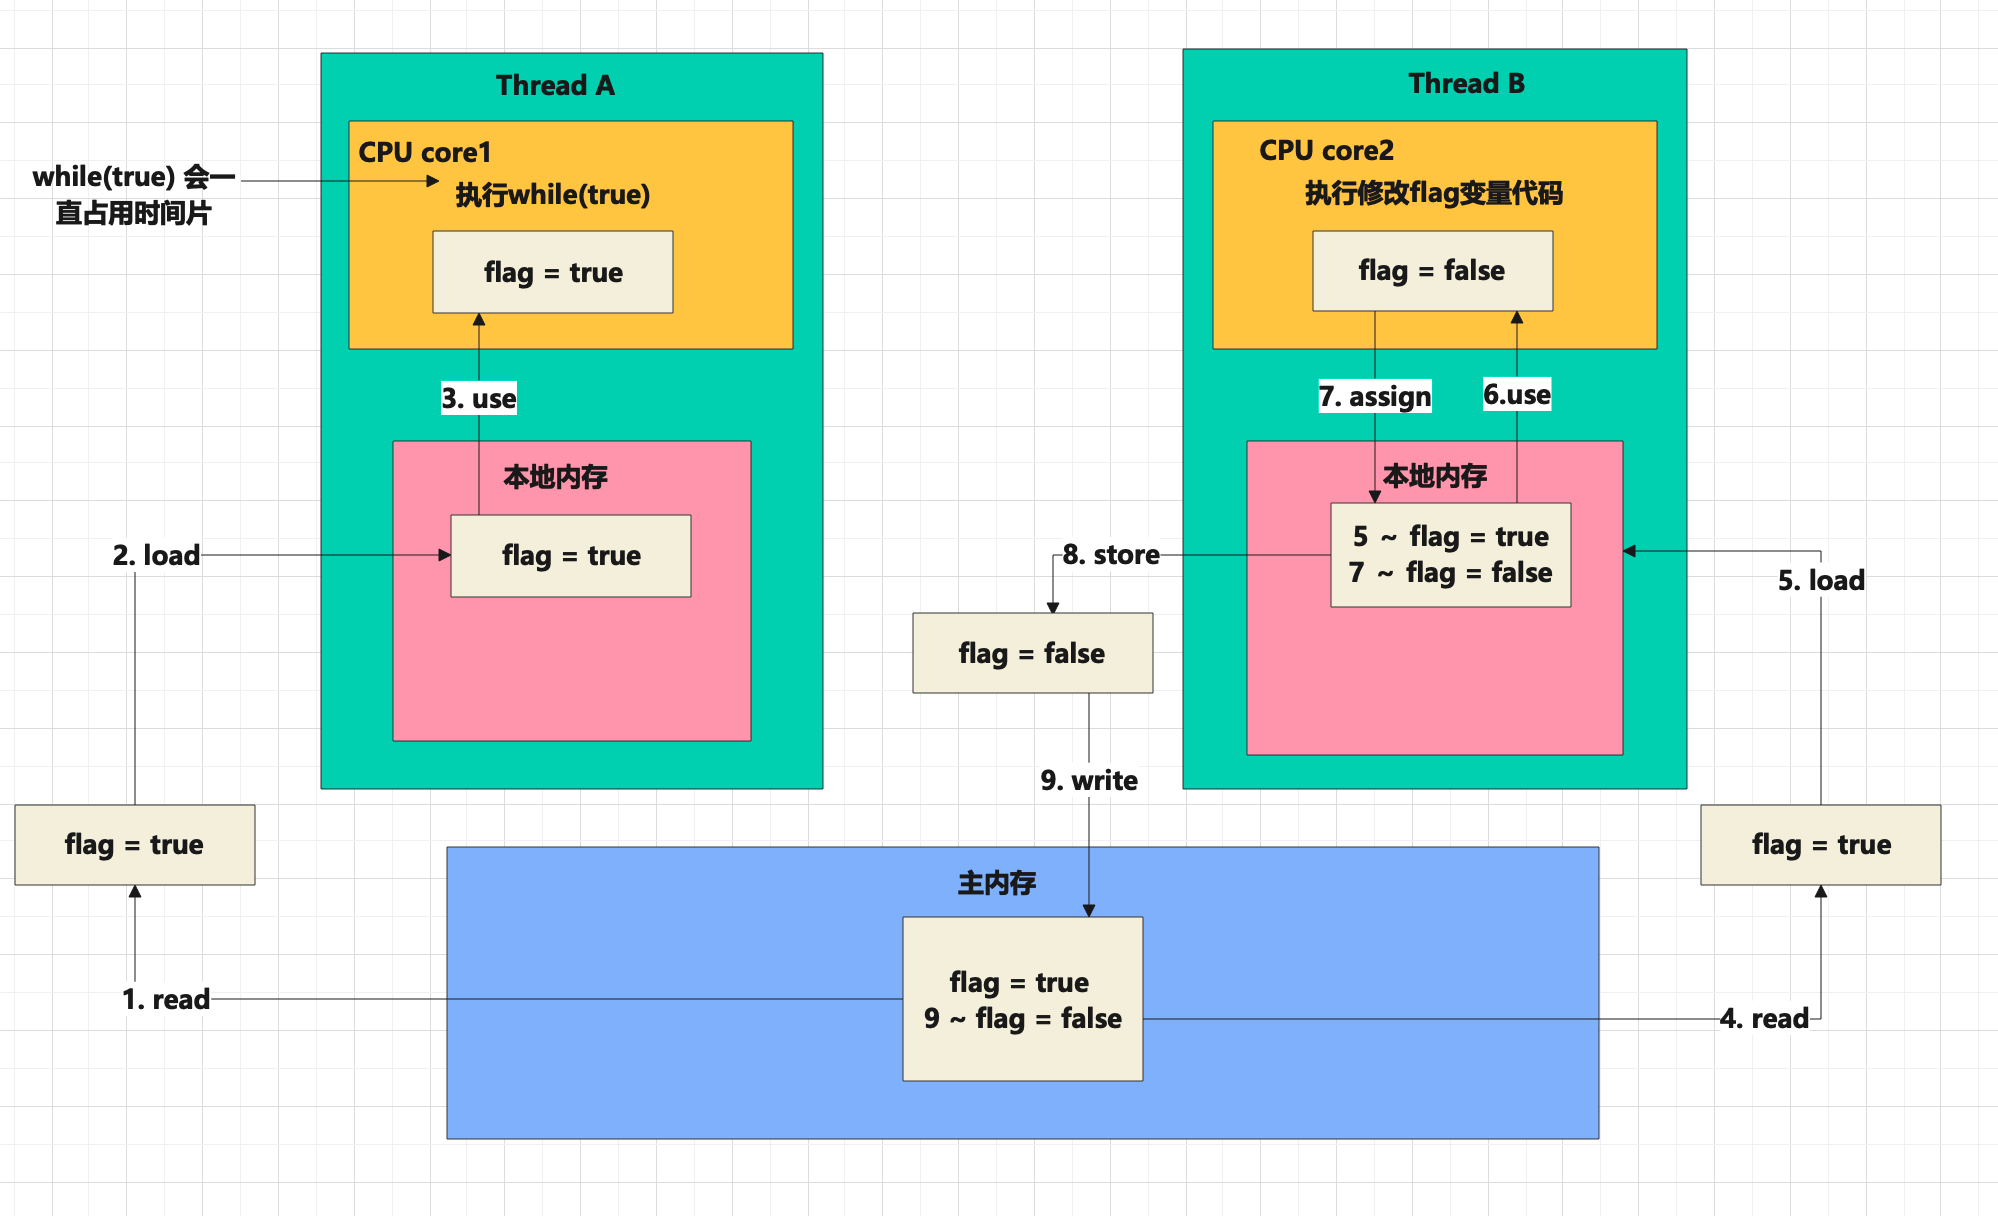 Thread A
Thread B
CPU core1
CPU core2
while(true) 会一
直占用时间片
执行while(true)
执行修改flag变量代码
flag = true
flag = false
3. use
7. assign
6.use
本地内存
本地内存
2. load
flag = true
8. store
5 ~ flag = true
7 ~ flag = false
5. load
flag = false
9. write
flag = true
flag = true
主内存
flag = true
9 ~ flag = false
1. read
4. read